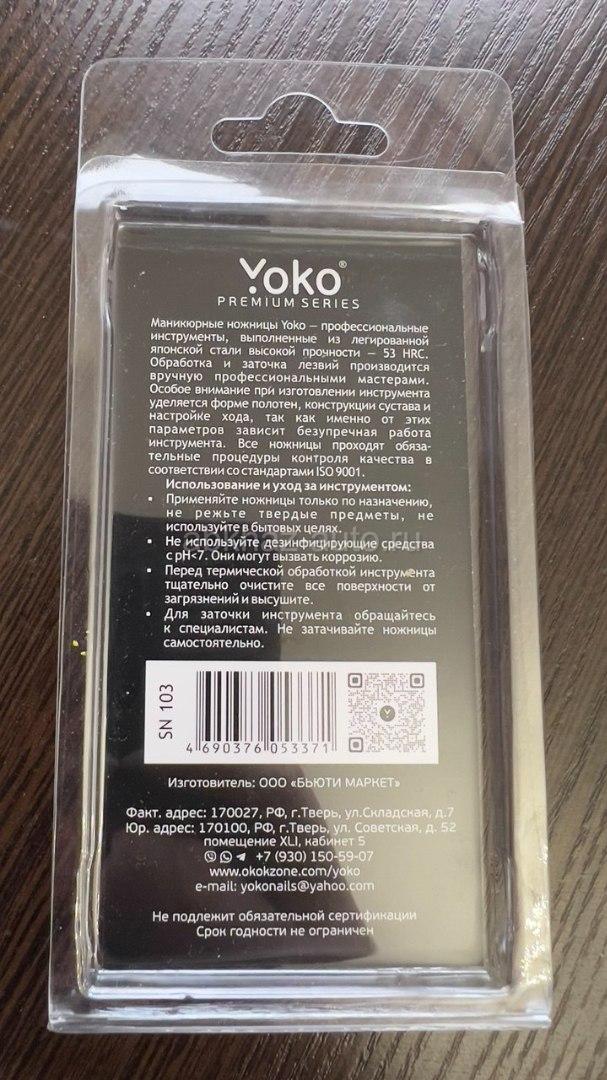 Yoko®
PREMIUM SERIES
Маникюрные ножницы Yoko – профессиональные
инструменты, выполненные из легированной
японской стали высокой прочности – 53 HRC.
Обработка и заточка лезвий производится
вручную профессиональными мастерами.
Особое внимание при изготовлении инструмента
уделяется форме полотен, конструкции сустава и
настройке хода, так как именно от этих
параметров зависит безупречная работа
инструмента. Все ножницы проходят обяза-
тельные процедуры контроля качества в
соответствии со стандартами ISO 9001.
Использование и уход за инструментом:
• Применяйте ножницы только по назначению,
не режьте твердые предметы, не
используйте в бытовых целях.
• Не используйте дезинфицирующие средства
с pH<7. Они могут вызвать коррозию.
• Перед термической обработкой инструмента
тщательно очистите все поверхности от
загрязнений и высушите.
• Для заточки инструмента обращайтесь
к специалистам. Не затачивайте ножницы
самостоятельно.
SN 103
4 690376 053371
Изготовитель: ООО «БЬЮТИ МАРКЕТ»
Факт. адрес: 170027, РФ, г.Тверь, ул.Складская, д.7
Юр. адрес: 170100, РФ, г.Тверь, ул. Советская, д. 52
помещение XLI, кабинет 5
+7 (930) 150-59-07
www.okokzone.com/yoko
e-mail: yokonails@yahoo.com
Не подлежит обязательной сертификации
Срок годности не ограничен